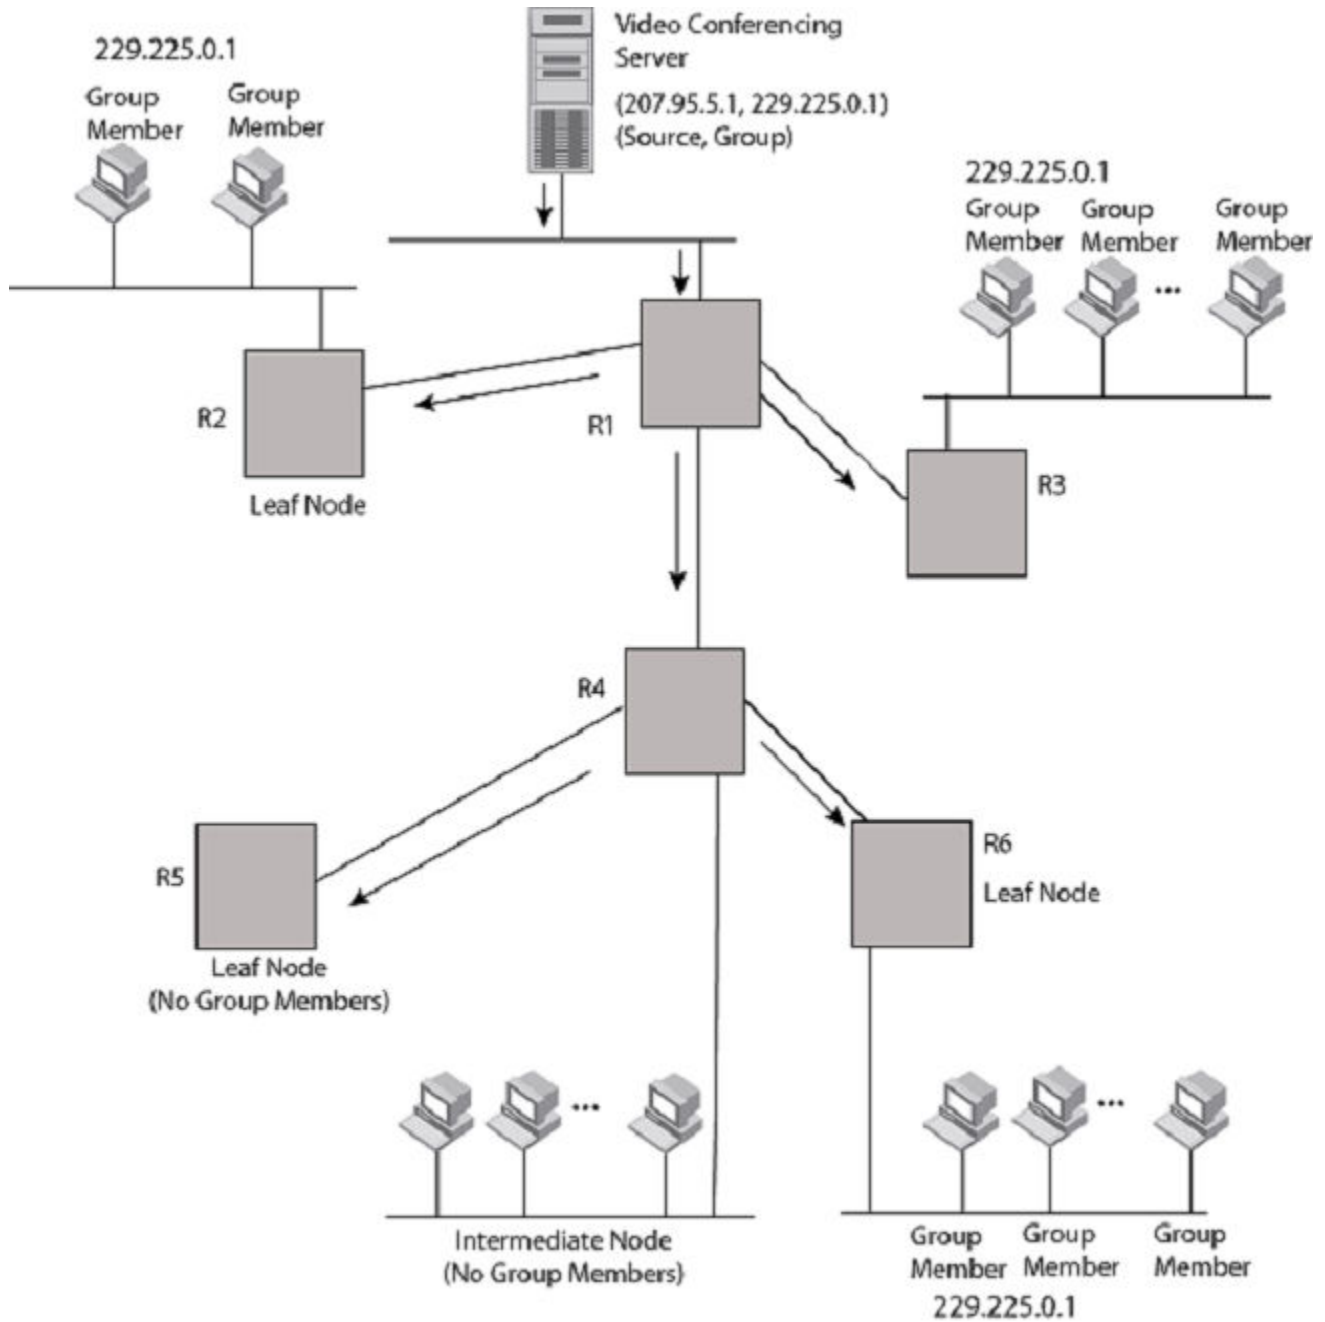 Video Conferencing
Server
(207.95.5.1, 229.225.0.1)
(Source, Group)
229.225.0.1
Group
Member
Group
Member
229.225.0.1
Group
Member
Group
Member
...
Group
Member
R2
Leaf Node
R1
R3
R4
R5
Leaf Node
(No Group Members)
R6
Leaf Node
...
Intermediate Node
(No Group Members)
...
Group
Member
Group
Member
Group
Member
229.225.0.1